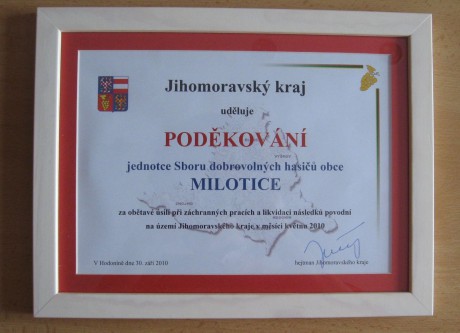 Jihomoravský kraj
uděluje
PODĚKOVÁNÍ
jednotce Sboru dobrovolných hasičů obce
MILOTICE
za obětavé úsilí při záchranných pracích a likvidaci následků povodní
na území Jihomoravského kraje v měsíci květnu 2010
V Hodoníně dne 30. září 2010
hejtman Jihomoravského kraje